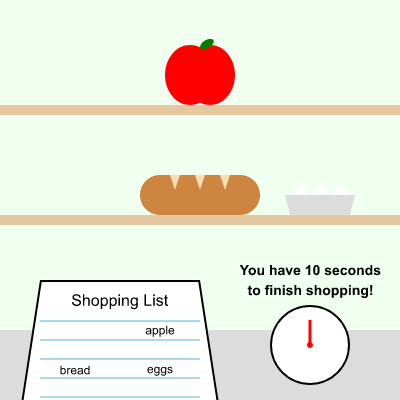 You have 10 seconds
to finish shopping!
Shopping List
apple
bread eggs